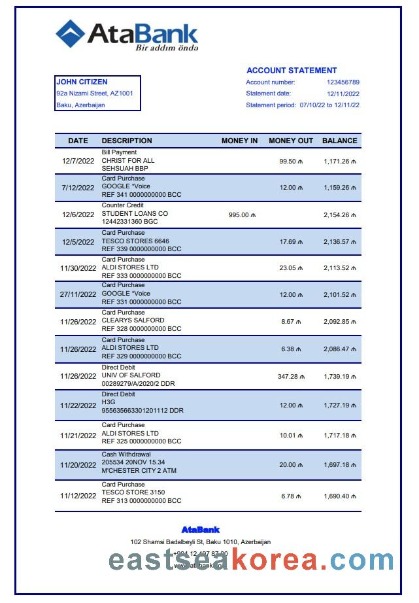 AtaBank
Bir addım öndə
JOHN CITIZEN
92a Nizami Street, AZ1001
Baku, Azerbaijan
ACCOUNT STATEMENT
Account number: 123456789
Statement date: 12/11/2022
Statement period: 07/10/22 to 12/11/22
DATE DESCRIPTION MONEY IN MONEY OUT BALANCE
Bill Payment
12/7/2022 CHRIST FOR ALL 99.50 ₼ 1,171.26 ₼
SEHSUAH BBP
Card Purchase
7/12/2022 GOOGLE *Voice 12.00 ₼ 1,159.26 ₼
REF 341 0000000000 BCC
Counter Credit
12/6/2022 STUDENT LOANS CO 995.00 ₼ 2,154.26 ₼
12442331360 BGC
Card Purchase
12/5/2022 TESCO STORES 6646 17.69 ₼ 2,136.57 ₼
REF 339 0000000000 BCC
Card Purchase
11/30/2022 ALDI STORES LTD 23.05 ₼ 2,113.52 ₼
REF 333 0000000000 BCC
Card Purchase
27/11/2022 GOOGLE *Voice 12.00 ₼ 2,101.52 ₼
REF 331 0000000000 BCC
Card Purchase
11/26/2022 CLEARYS SALFORD 8.67 ₼ 2,092.85 ₼
REF 328 0000000000 BCC
Card Purchase
11/26/2022 ALDI STORES LTD 6.38 ₼ 2,086.47 ₼
REF 329 0000000000 BCC
Direct Debit
11/26/2022 UNIV OF SALFORD 347.28 ₼ 1,739.19 ₼
00289279/A/2020/2 DDR
Direct Debit
11/22/2022 H3G 12.00 ₼ 1,727.19 ₼
955635663301201112 DDR
Card Purchase
11/21/2022 ALDI STORES LTD 10.01 ₼ 1,717.18 ₼
REF 325 0000000000 BCC
Cash Withdrawal
11/20/2022 205534 20NOV 15:34 20.00 ₼ 1,697.18 ₼
M'CHESTER CITY 2 ATM
Card Purchase
11/12/2022 TESCO STORE 3150 6.78 ₼ 1,690.40 ₼
REF 313 0000000000 BCC
AtaBank
102 Shamsi Badalbeyli St, Baku 1010, Azerbaijan
eastseakorea.com